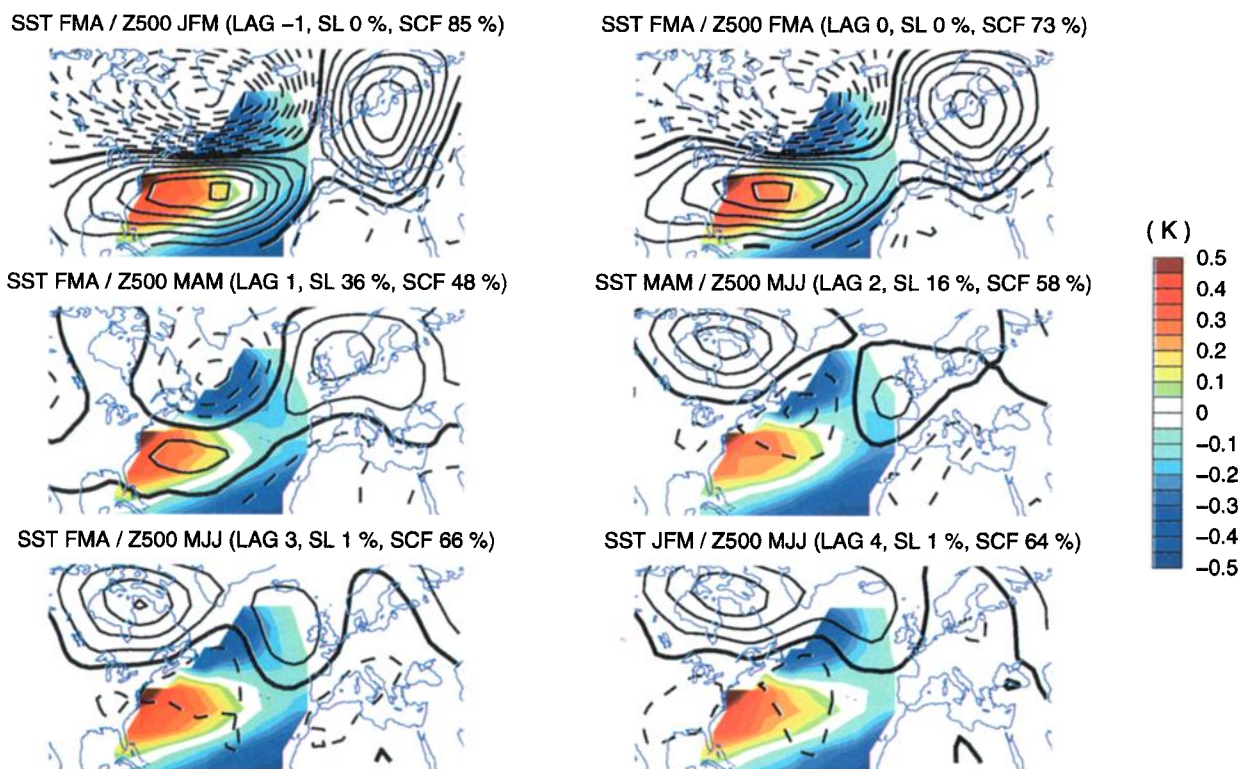 SST FMA / Z500 JFM (LAG −1, SL 0 %, SCF 85 %)
SST FMA / Z500 FMA (LAG 0, SL 0 %, SCF 73 %)
SST FMA / Z500 MAM (LAG 1, SL 36 %, SCF 48 %)
SST MAM / Z500 MJJ (LAG 2, SL 16 %, SCF 58 %)
SST FMA / Z500 MJJ (LAG 3, SL 1 %, SCF 66 %)
SST JFM / Z500 MJJ (LAG 4, SL 1 %, SCF 64 %)
( K )
0.5
0.4
0.3
0.2
0.1
0
−0.1
−0.2
−0.3
−0.4
−0.5